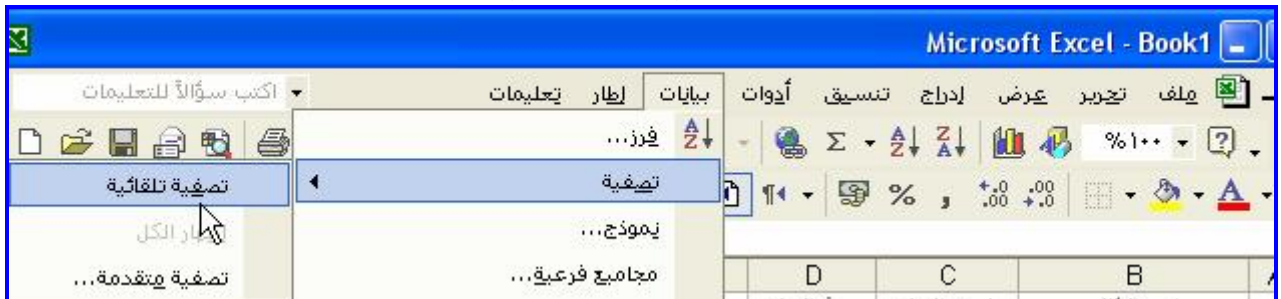 Microsoft Excel - Book1
ملف تحرير عرض إدراج تنسيق أدوات بيانات إطار تعليمات اكتب سؤالاً للتعليمات
%١٠٠
فرز...
تصفية
تصفية تلقائية
نموذج...
الكل
مجاميع فرعية...
تصفية متقدمة...
B C D